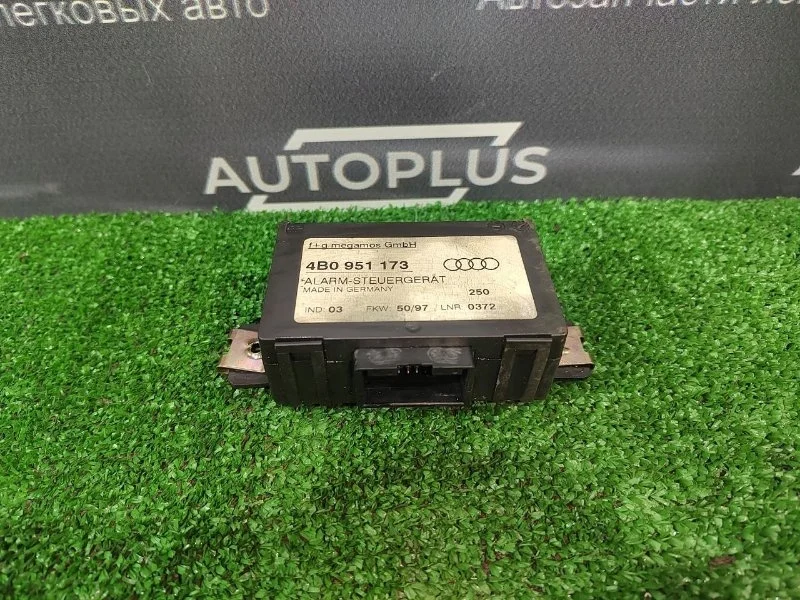 легковых авто
Автозапчасти
AUTOPLUS
f+g megamos GmbH
4B0 951 173
ALARM-STEUERGERÄT
MADE IN GERMANY
250
IND: 03 FKW: 50/97 / LNR: 0372